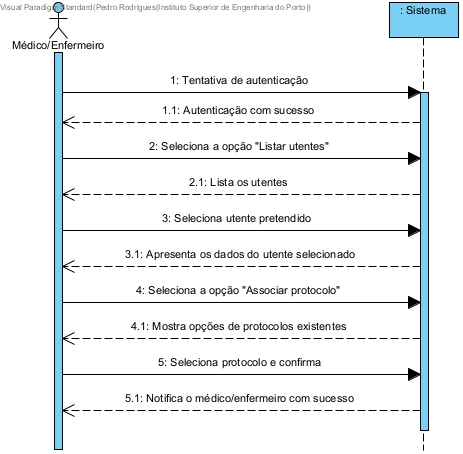 Visual Paradigm Standard(Pedro Rodrigues(Instituto Superior de Engenharia do Porto))
: Sistema
Médico/Enfermeiro
1: Tentativa de autenticação
1.1: Autenticação com sucesso
2: Seleciona a opção "Listar utentes"
2.1: Lista os utentes
3: Seleciona utente pretendido
3.1: Apresenta os dados do utente selecionado
4: Seleciona a opção "Associar protocolo"
4.1: Mostra opções de protocolos existentes
5: Seleciona protocolo e confirma
5.1: Notifica o médico/enfermeiro com sucesso